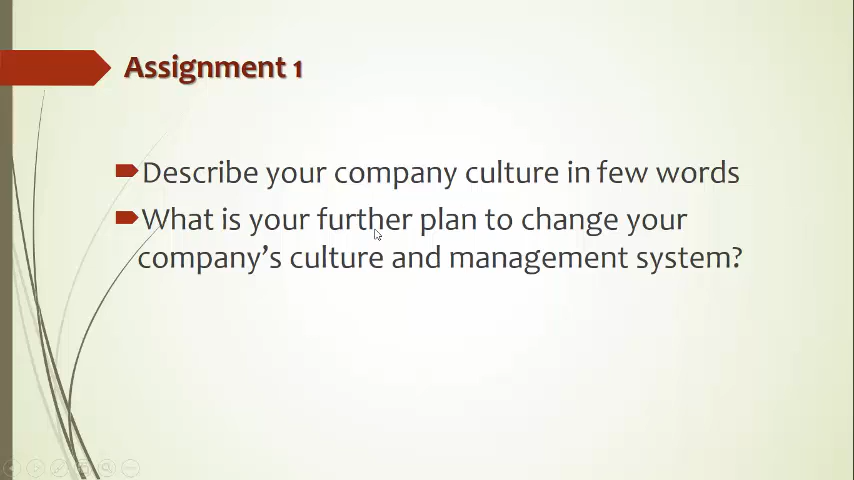 Assignment 1
Describe your company culture in few words
What is your further plan to change your
company’s culture and management system?